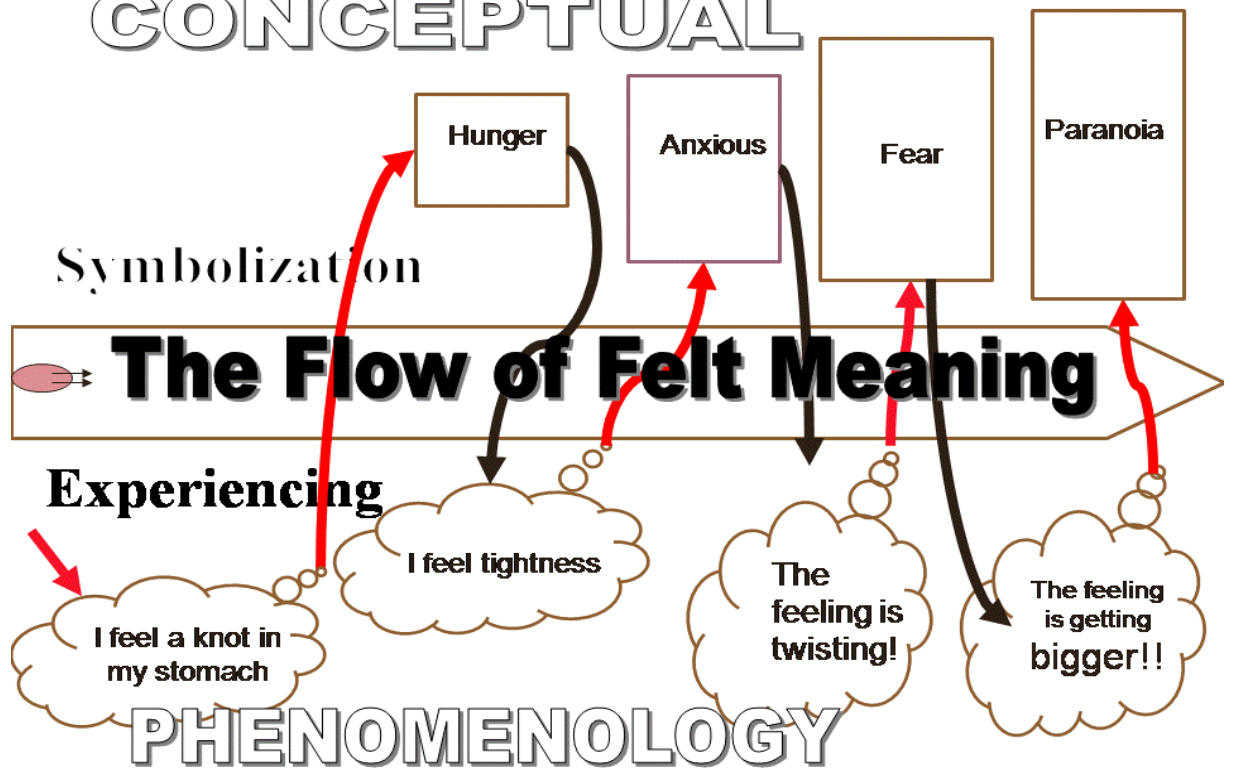 CONCEPTUAL
Hunger
Anxious
Fear
Paranoia
Symbolization
The Flow of Felt Meaning
Experiencing
I feel tightness
The
feeling is
twisting!
The feeling
is getting
bigger!!
I feel a knot in
my stomach
PHENOMENOLOGY